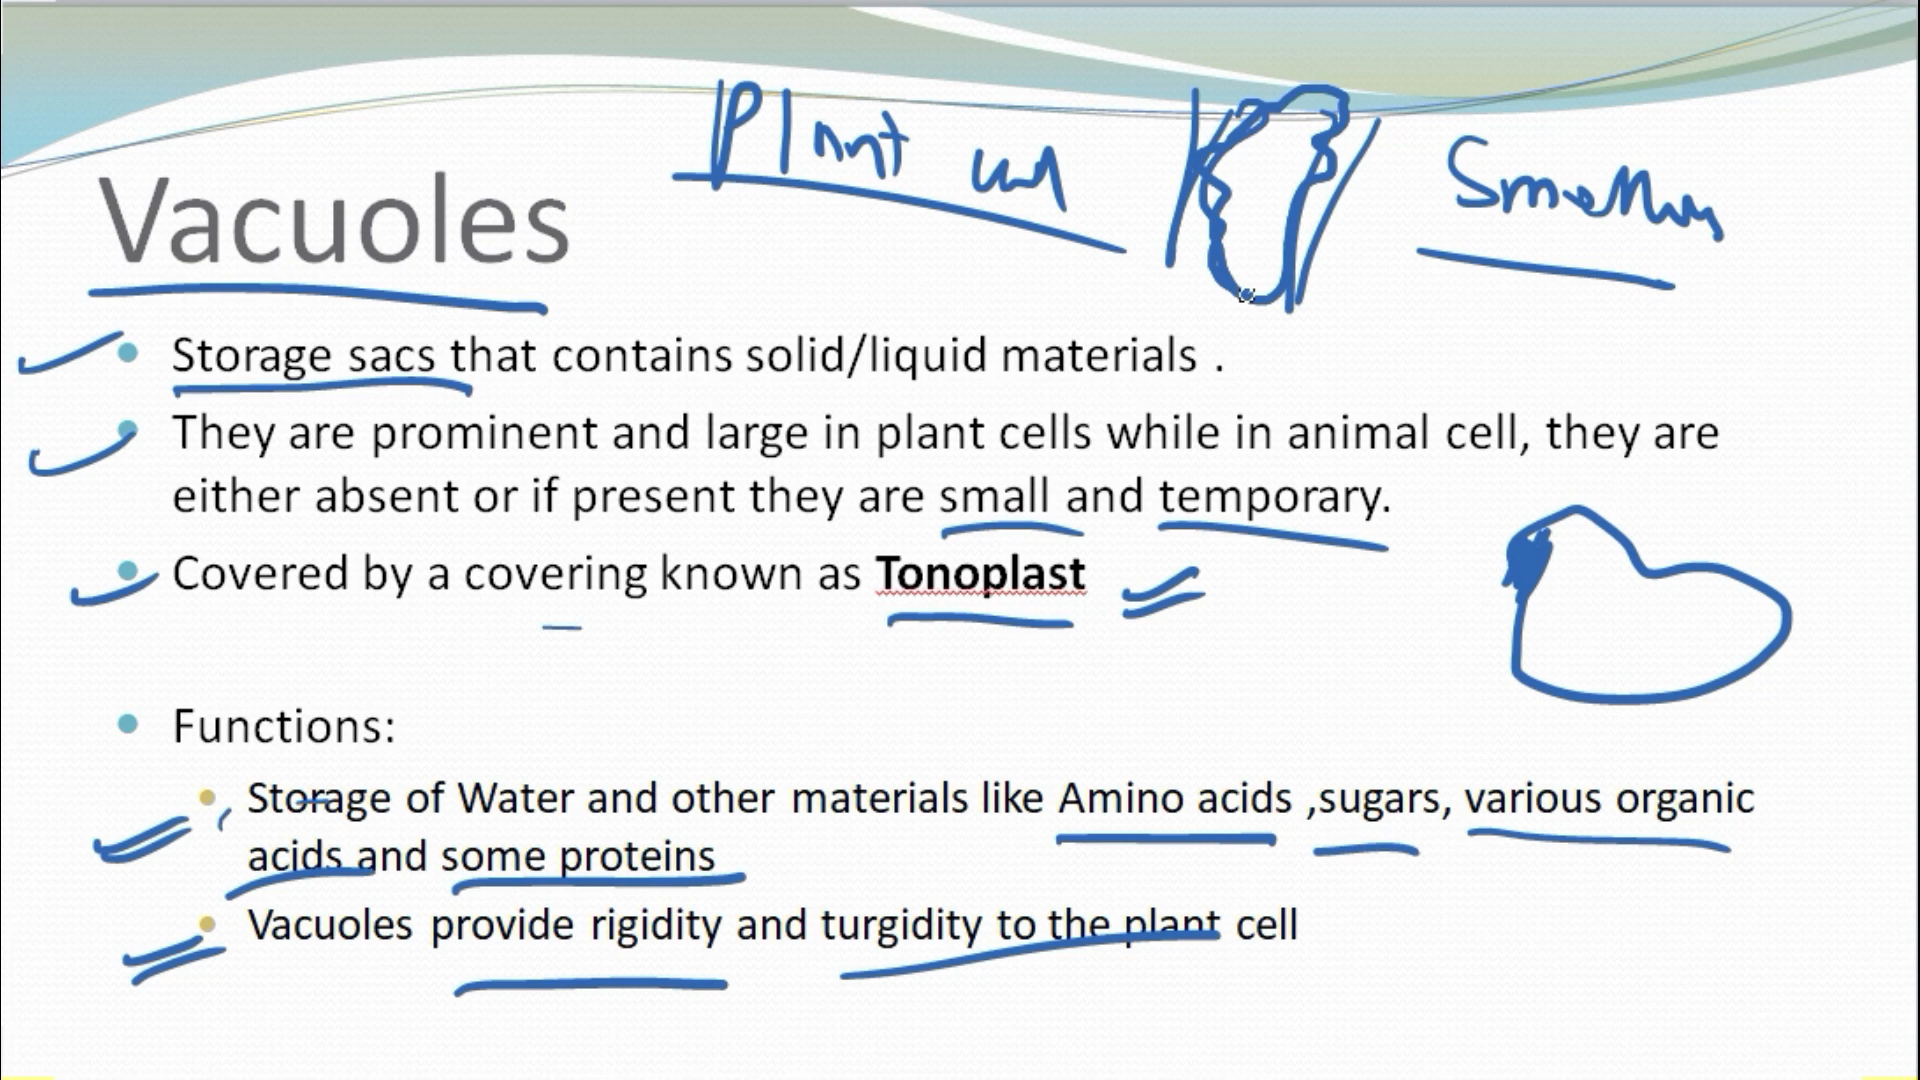 Plant
Vacuoles
Storage sacs that contains solid/liquid materials .
They are prominent and large in plant cells while in animal cell, they are
either absent or if present they are small and temporary.
Covered by a covering known as Tonoplast
Functions:
Storage of Water and other materials like Amino acids ,sugars, various organic
acids and some proteins
Vacuoles provide rigidity and turgidity to the plant cell